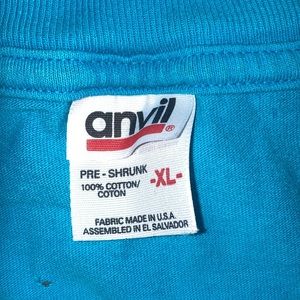 anvil®
PRE - SHRUNK
100% COTTON/
COTON
-XL-
FABRIC MADE IN U.S.A.
ASSEMBLED IN EL SALVADOR